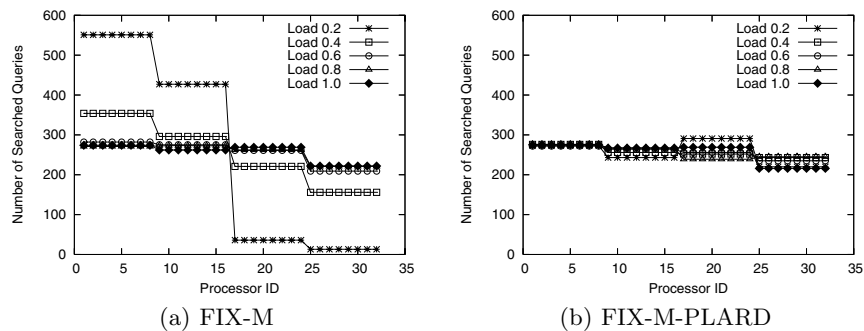 Number of Searched Queries
600
500
400
300
200
100
0
0 5 10 15 20 25 30 35
Processor ID
Load 0.2
Load 0.4
Load 0.6
Load 0.8
Load 1.0
(a) FIX-M
Number of Searched Queries
600
500
400
300
200
100
0
0 5 10 15 20 25 30 35
Processor ID
Load 0.2
Load 0.4
Load 0.6
Load 0.8
Load 1.0
(b) FIX-M-PLARD